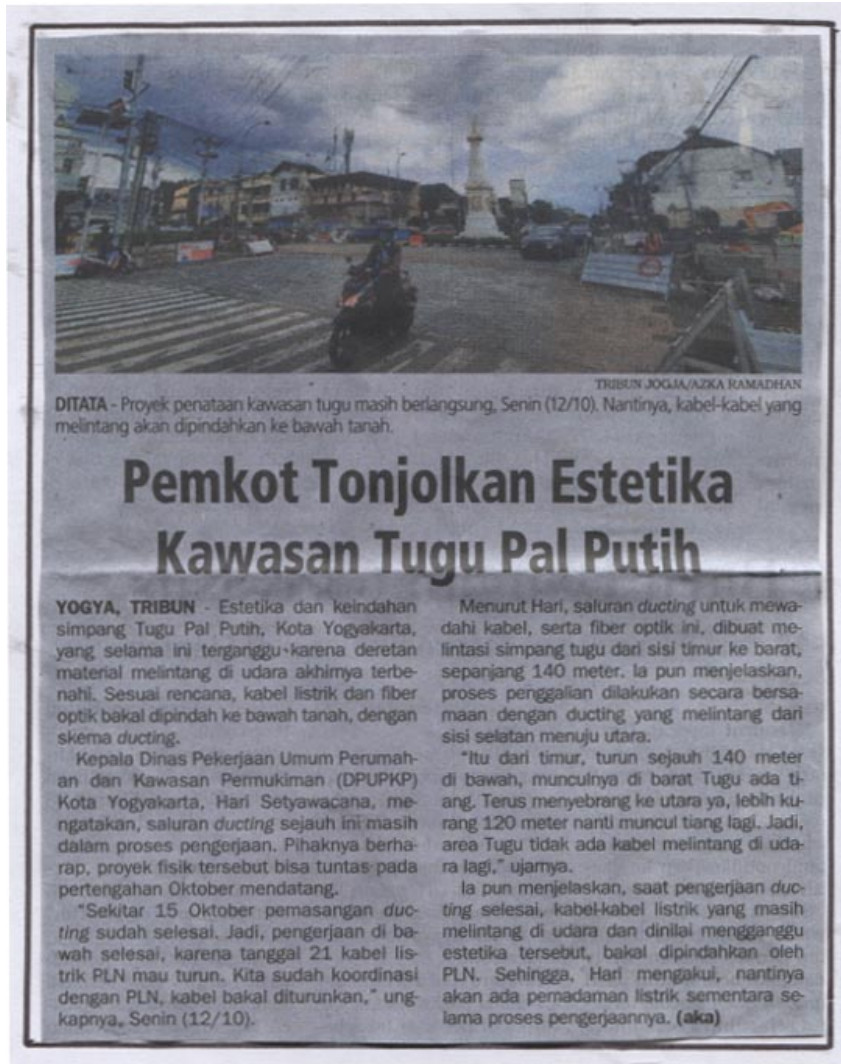 TRIBUN JOGJA/AZKA RAMADHAN
DITATA - Proyek penataan kawasan tugu masih berlangsung, Senin (12/10). Nantinya, kabel-kabel yang
melintang akan dipindahkan ke bawah tanah.
Pemkot Tonjolkan Estetika
Kawasan Tugu Pal Putih
YOGYA, TRIBUN - Estetika dan keindahan
simpang Tugu Pal Putih, Kota Yogyakarta,
yang selama ini terganggu karena deretan
material melintang di udara akhirnya terbe-
nahi. Sesuai rencana, kabel listrik dan fiber
optik bakal dipindah ke bawah tanah, dengan
skema ducting.
Kepala Dinas Pekerjaan Umum Perumah-
an dan Kawasan Permukiman (DPUPKP)
Kota Yogyakarta, Hari Setyawacana, me-
ngatakan, saluran ducting sejauh ini masih
dalam proses pengerjaan. Pihaknya berha-
rap, proyek fisik tersebut bisa tuntas pada
pertengahan Oktober mendatang.
"Sekitar 15 Oktober pemasangan duc-
ting sudah selesai. Jadi, pengerjaan di ba-
wah selesai, karena tanggal 21 kabel lis-
trik PLN mau turun. Kita sudah koordinasi
dengan PLN, kabel bakal diturunkan," ung-
kapnya, Senin (12/10).
Menurut Hari, saluran ducting untuk mewa-
dahi kabel, serta fiber optik ini, dibuat me-
lintasi simpang tugu dari sisi timur ke barat,
sepanjang 140 meter. Ia pun menjelaskan,
proses penggalian dilakukan secara bersa-
maan dengan ducting yang melintang dari
sisi selatan menuju utara.
"Itu dari timur, turun sejauh 140 meter
di bawah, munculnya di barat Tugu ada ti-
ang. Terus menyebrang ke utara ya, lebih ku-
rang 120 meter nanti muncul tiang lagi. Jadi,
area Tugu tidak ada kabel melintang di uda-
ra lagi," ujarnya.
Ia pun menjelaskan, saat pengerjaan duc-
ting selesai, kabel-kabel listrik yang masih
melintang di udara dan dinilai mengganggu
estetika tersebut, bakal dipindahkan oleh
PLN. Sehingga, Hari mengakui, nantinya
akan ada pemadaman listrik sementara se-
lama proses pengerjaannya. (aka)